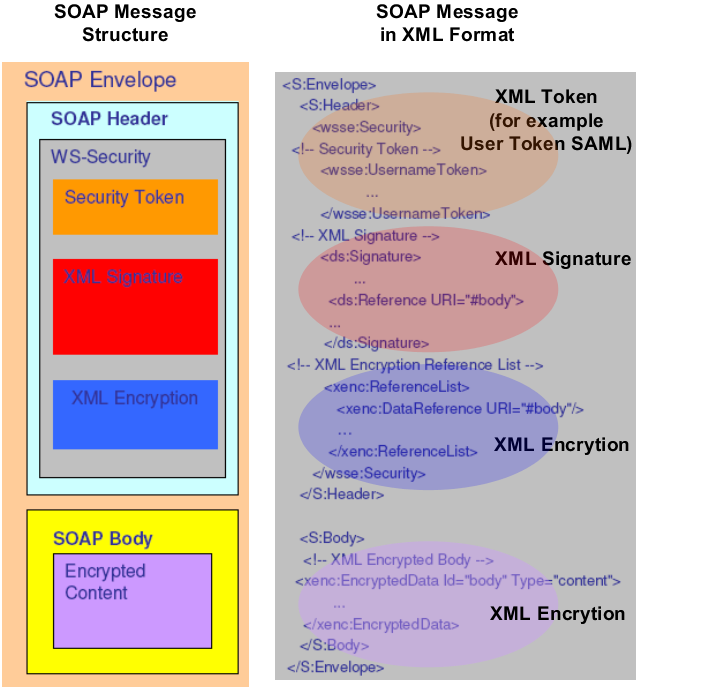 SOAP Message
Structure
SOAP Envelope
SOAP Header
WS-Security
Security Token
XML Signature
XML Encryption
SOAP Body
Encrypted
Content
SOAP Message
in XML Format
<S:Envelope>
<S:Header>
<wsse:Security>
<!-- Security Token -->
<wsse:UsernameToken>
...
</wsse:UsernameToken>
<!-- XML Signature -->
<ds:Signature>
...
<ds:Reference URI="#body">
...
</ds:Signature>
<!-- XML Encryption Reference List -->
<xenc:ReferenceList>
<xenc:DataReference URI="#body"/>
...
</xenc:ReferenceList>
</wsse:Security>
</S:Header>
<S:Body>
<!-- XML Encrypted Body -->
<xenc:EncryptedData Id="body" Type="content">
...
</xenc:EncryptedData>
</S:Body>
</S:Envelope>
XML Token
(for example
User Token SAML)
XML Signature
XML Encrytion
XML Encrytion